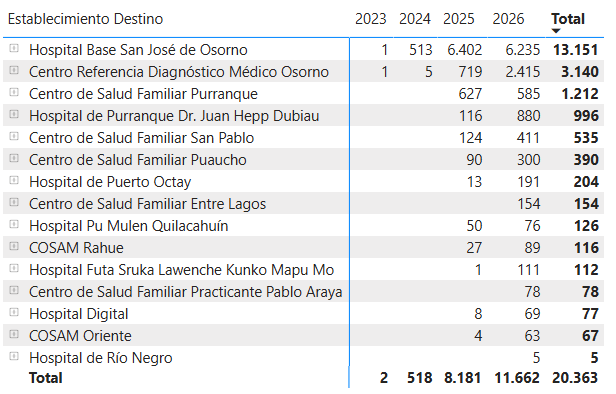 Establecimiento Destino 2023 2024 2025 2026 Total
Hospital Base San José de Osorno 1 513 6.402 6.235 13.151
Centro Referencia Diagnóstico Médico Osorno 1 5 719 2.415 3.140
Centro de Salud Familiar Purranque 627 585 1.212
Hospital de Purranque Dr. Juan Hepp Dubiau 116 880 996
Centro de Salud Familiar San Pablo 124 411 535
Centro de Salud Familiar Puaucho 90 300 390
Hospital de Puerto Octay 13 191 204
Centro de Salud Familiar Entre Lagos 154 154
Hospital Pu Mulen Quilacahuín 50 76 126
COSAM Rahue 27 89 116
Hospital Futa Sruka Lawenche Kunko Mapu Mo 1 111 112
Centro de Salud Familiar Practicante Pablo Araya 78 78
Hospital Digital 8 69 77
COSAM Oriente 4 63 67
Hospital de Río Negro 5 5
Total 2 518 8.181 11.662 20.363